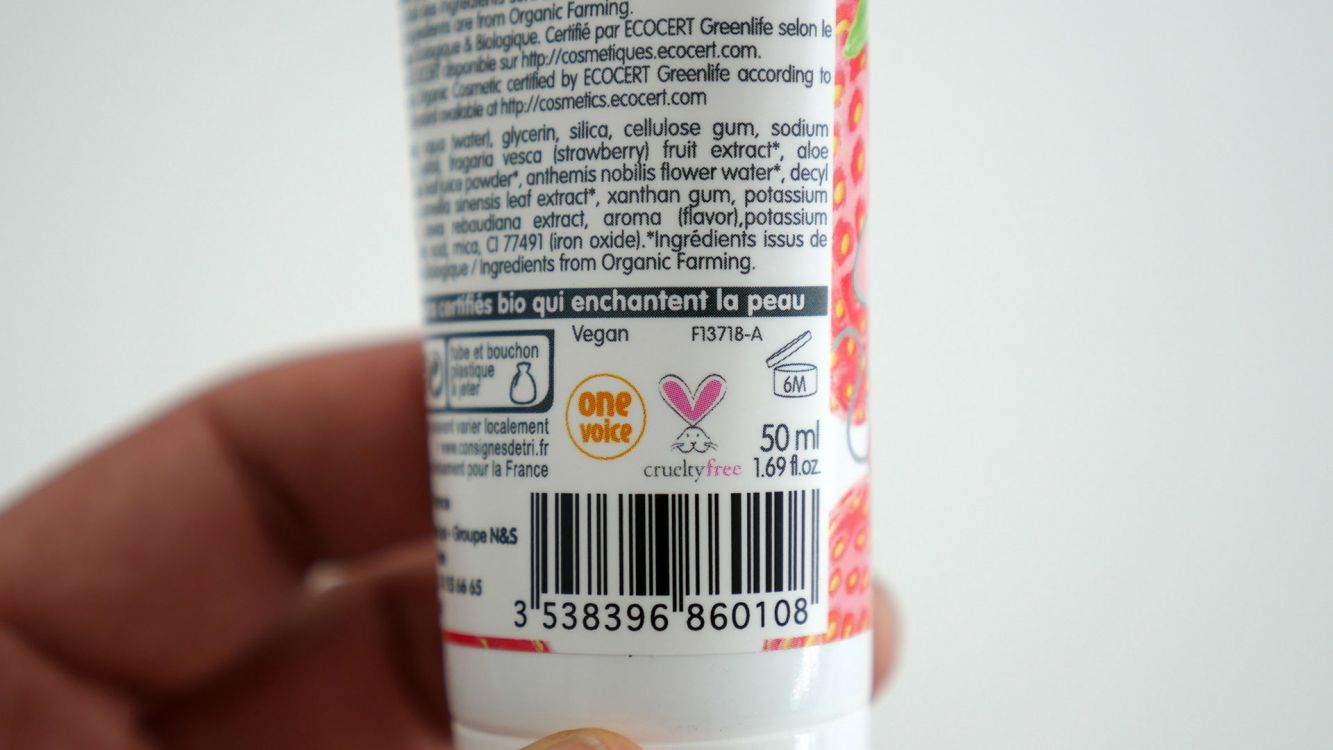 ingrédients
are from Organic Farming.
& Biologique. Certifié par ECOCERT Greenlife selon le
disponible sur http://cosmetiques.ecocert.com.
Cosmetic certified by ECOCERT Greenlife according to
available at http://cosmetics.ecocert.com
(water), glycerin, silica, cellulose gum, sodium
fragaria vesca (strawberry) fruit extract*, aloe
juice powder*, anthemis nobilis flower water*, decyl
sinensis leaf extract*, xanthan gum, potassium
rebaudiana extract, aroma (flavor),potassium
mica, CI 77491 (iron oxide).*Ingrédients issus de
/ Ingredients from Organic Farming.
certifiés bio qui enchantent la peau
Vegan F13718-A
tube et bouchon
plastique
à jeter
6M
one
voice
varier localement
www.consignesdetri.fr
pour la France
crueltyfree
50 ml
1.69 fl.oz.
- Groupe N&S
66 65
3 538396 860108